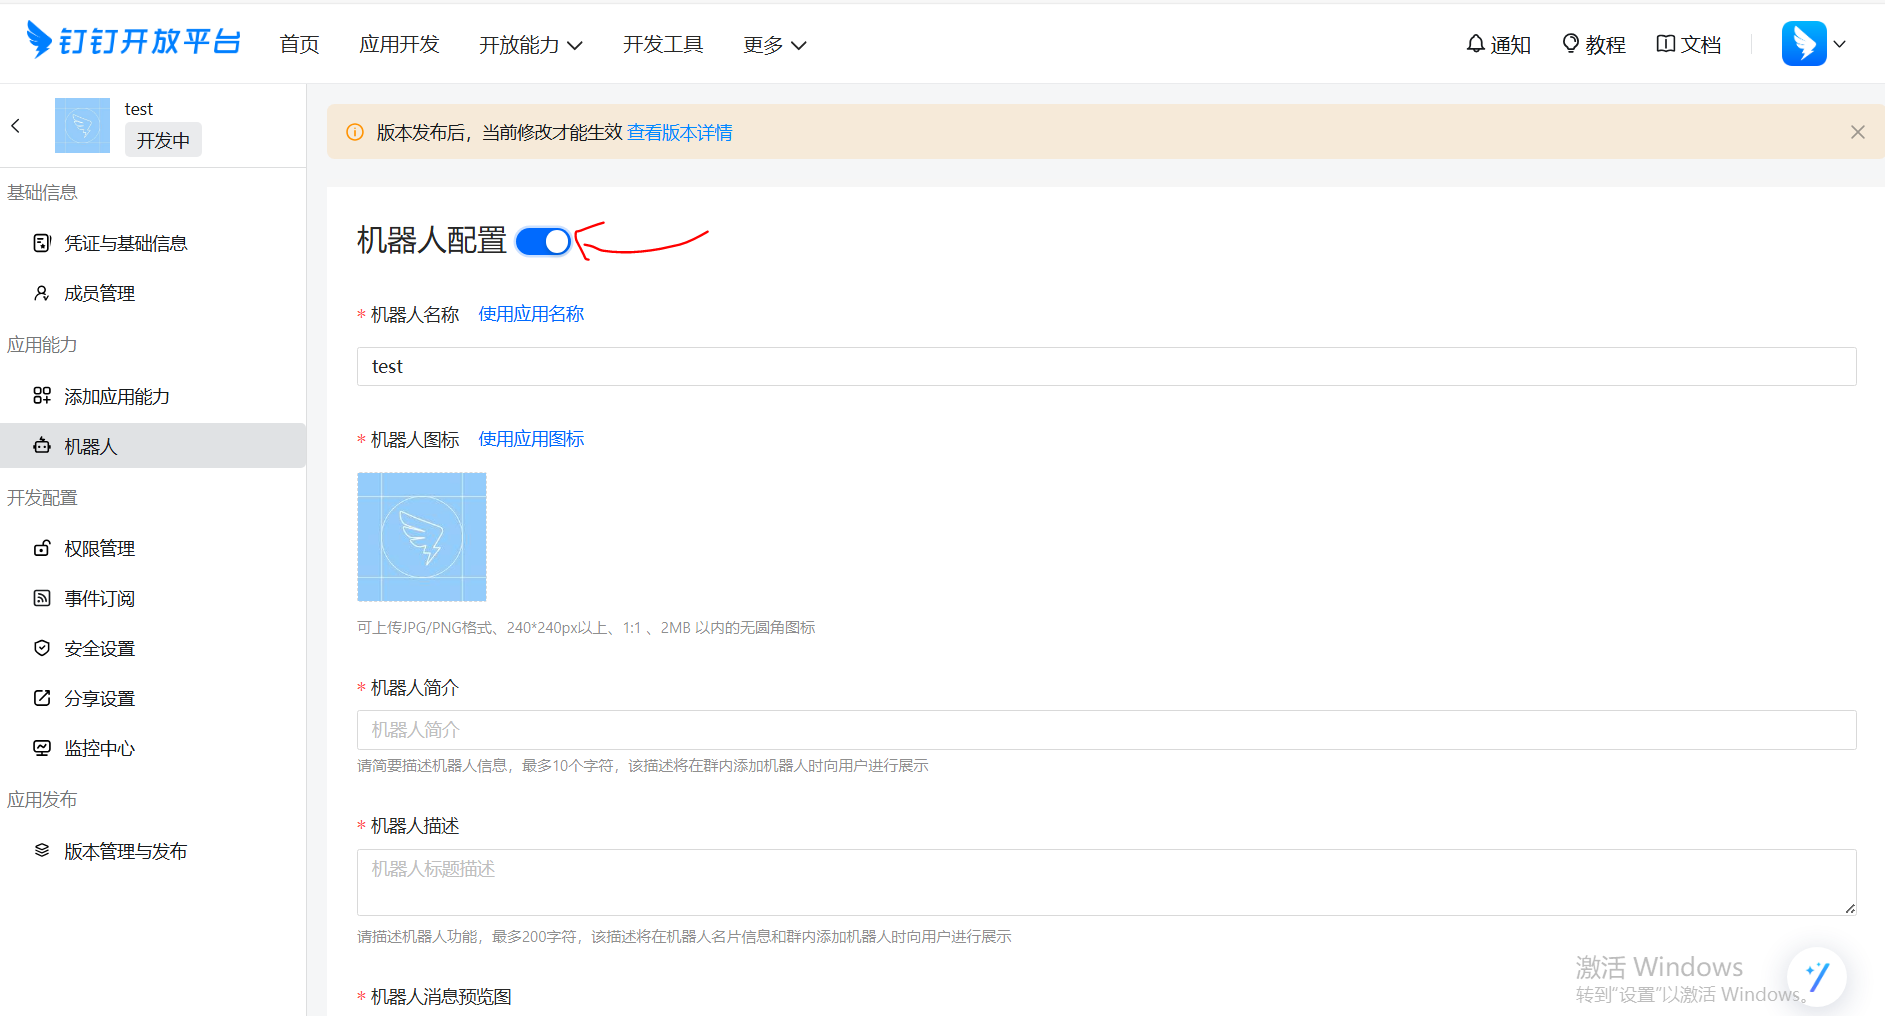 钉钉开放平台
首页
应用开发
开放能力
开发工具
更多
通知
教程
文档
test
开发中
基础信息
凭证与基础信息
成员管理
应用能力
添加应用能力
机器人
开发配置
权限管理
事件订阅
安全设置
分享设置
监控中心
应用发布
版本管理与发布
版本发布后，当前修改才能生效 查看版本详情
机器人配置
* 机器人名称 使用应用名称
test
* 机器人图标 使用应用图标
可上传JPG/PNG格式、240*240px以上、1:1 、2MB 以内的无圆角图标
* 机器人简介
机器人简介
请简要描述机器人信息，最多10个字符，该描述将在群内添加机器人时向用户进行展示
* 机器人描述
机器人标题描述
请描述机器人功能，最多200字符，该描述将在机器人名片信息和群内添加机器人时向用户进行展示
* 机器人消息预览图
激活 Windows
转到“设置”以激活 Windows。